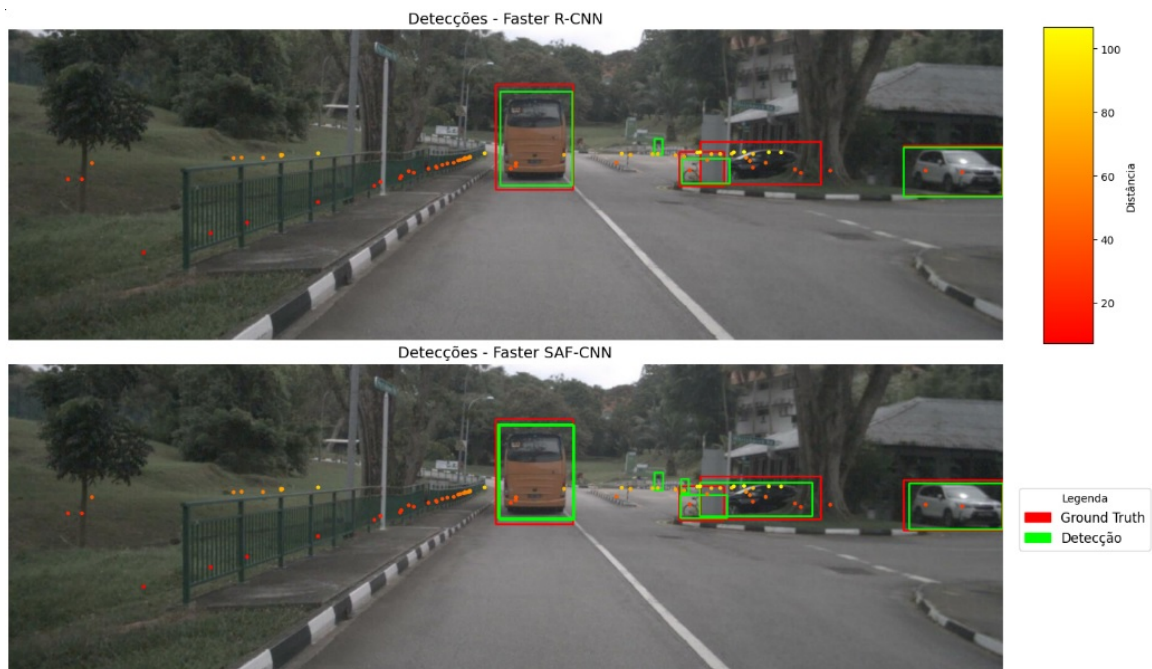 Detecções - Faster R-CNN
100
80
60
40
20
Distância
Detecções - Faster SAF-CNN
Legenda
Ground Truth
Detecção